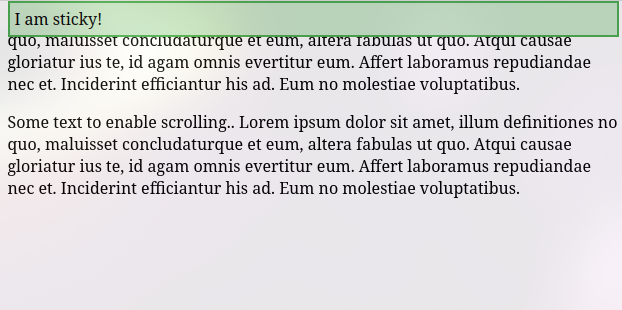 I am sticky!
quo, maluisset concludaturque et eum, altera fabulas ut quo. Atqui causae
gloriatur ius te, id agam omnis evertitur eum. Affert laboramus repudiandae
nec et. Inciderint efficiantur his ad. Eum no molestiae voluptatibus.
Some text to enable scrolling.. Lorem ipsum dolor sit amet, illum definitiones no
quo, maluisset concludaturque et eum, altera fabulas ut quo. Atqui causae
gloriatur ius te, id agam omnis evertitur eum. Affert laboramus repudiandae
nec et. Inciderint efficiantur his ad. Eum no molestiae voluptatibus.